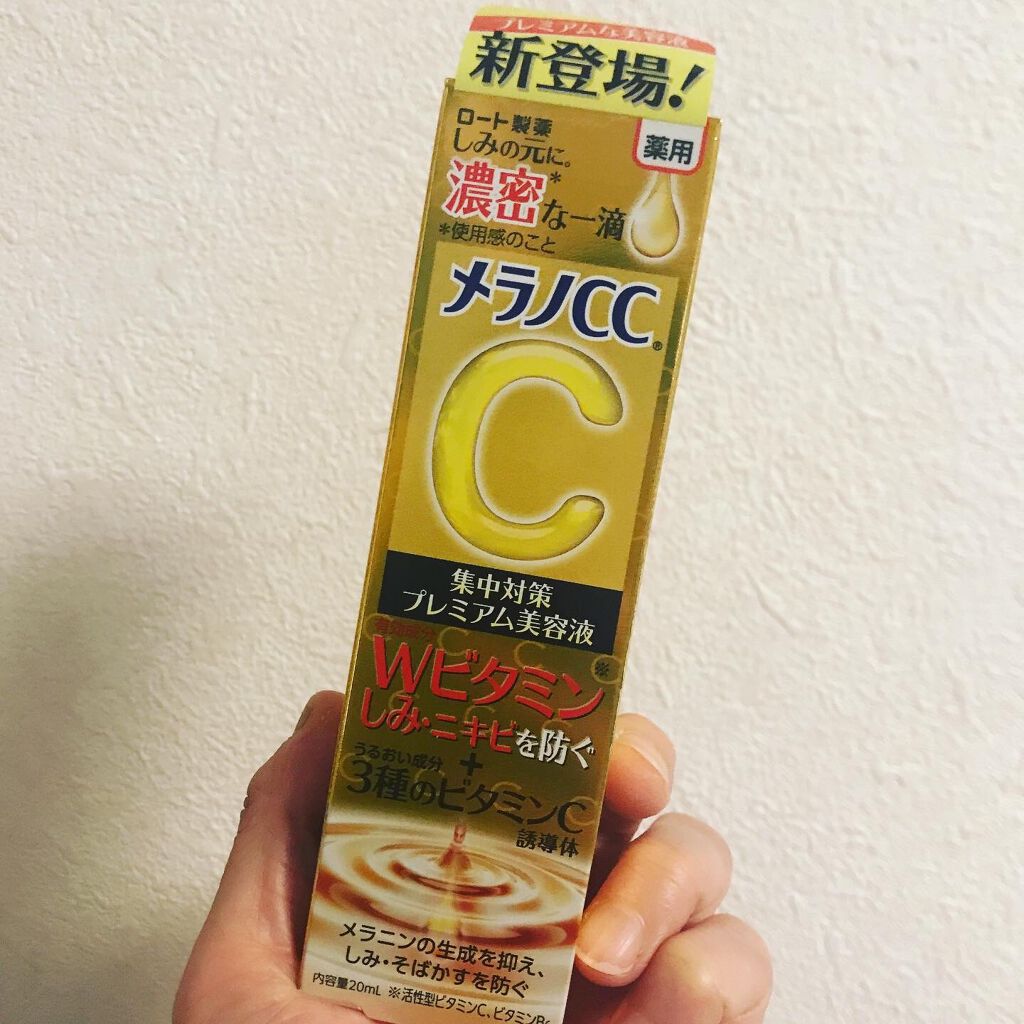 プレミアムな美容液
新登場!
ロート製薬
薬用
しみの元に。
濃密*な一滴
*使用感のこと
メラノCC®
C
集中対策
プレミアム美容液
有効成分
Wビタミン※
しみ・ニキビを防ぐ
+
うるおい成分
3種のビタミンC
誘導体
メラニンの生成を抑え、
しみ・そばかすを防ぐ
内容量20mL ※活性型ビタミンC、ビタミンE